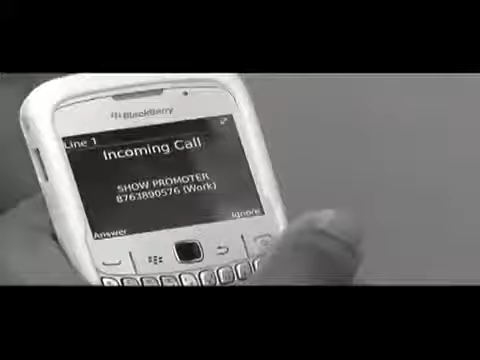 BlackBerry
Line 1
Incoming Call
SHOW PROMOTER
8763890576 (Work)
Ignore
Answer